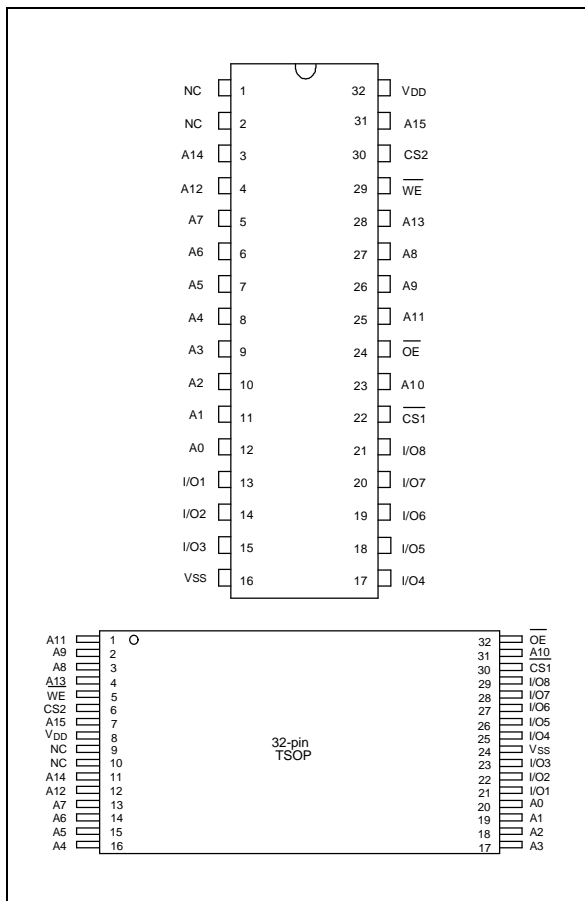 NC 1 32 VDD
NC 2 31 A15
A14 3 30 CS2
A12 4 29 W̅E̅
A7 5 28 A13
A6 6 27 A8
A5 7 26 A9
A4 8 25 A11
A3 9 24 O̅E̅
A2 10 23 A10
A1 11 22 C̅S̅1̅
A0 12 21 I/O8
I/O1 13 20 I/O7
I/O2 14 19 I/O6
I/O3 15 18 I/O5
VSS 16 17 I/O4
A11 1 32 O̅E̅
A9 2 31 A10
A8 3 30 C̅S̅1̅
A13 4 29 I/O8
W̅E̅ 5 28 I/O7
CS2 6 27 I/O6
A15 7 26 I/O5
VDD 8 25 I/O4
NC 9 24 VSS
NC 10 23 I/O3
A14 11 22 I/O2
A12 12 21 I/O1
A7 13 20 A0
A6 14 19 A1
A5 15 18 A2
A4 16 17 A3
32-pin
TSOP